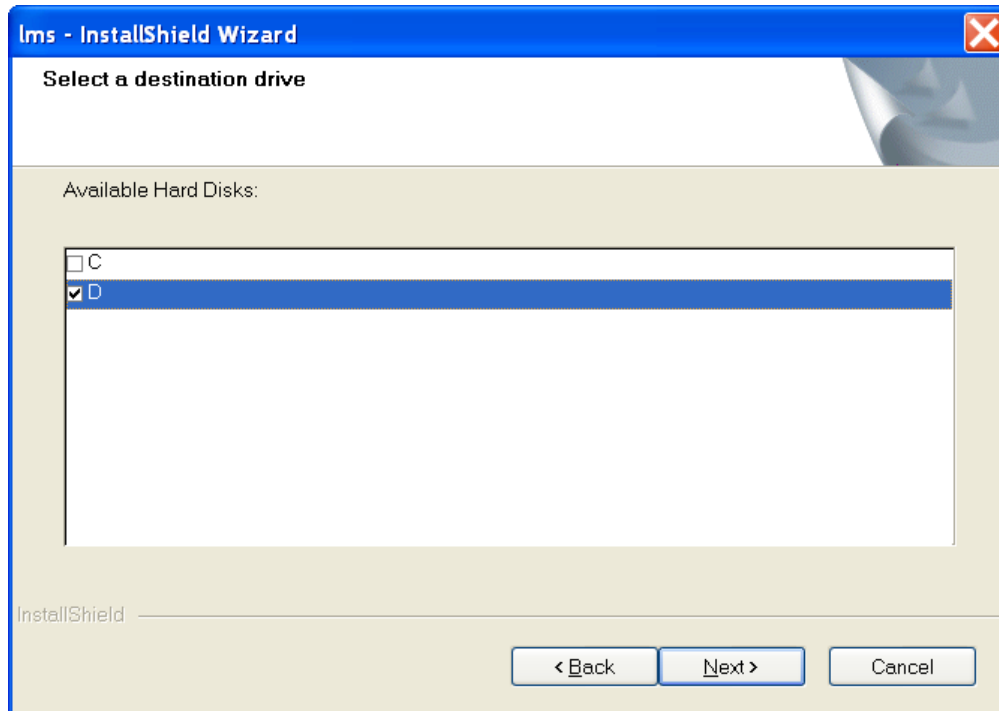 lms - InstallShield Wizard
Select a destination drive
Available Hard Disks:
C
D
InstallShield
< Back Next > Cancel